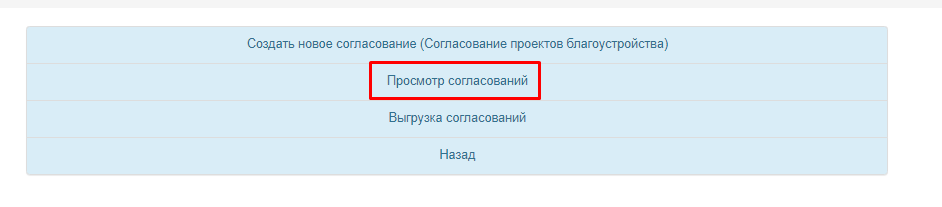 Создать новое согласование (Согласование проектов благоустройства)
Просмотр согласований
Выгрузка согласований
Назад